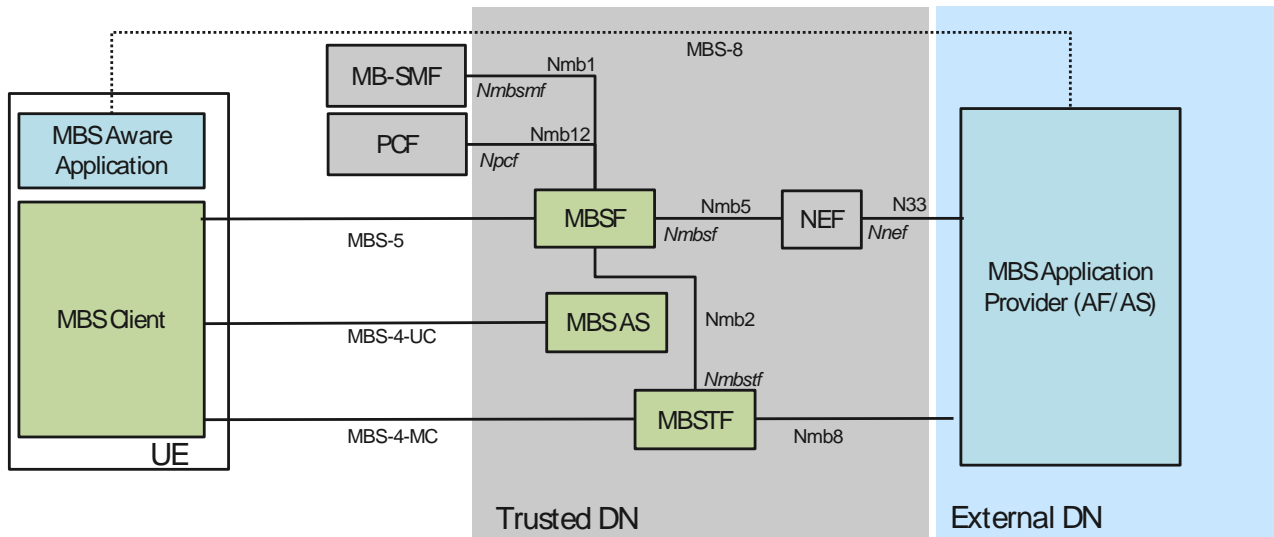 MBS-8
MB-SMF
Nmb1
Nmbsmf
MBS Aware
Application
PCF
Nmb12
Npcf
MBSF
Nmb5
Nmbsf
NEF
N33
Nnef
MBS-5
MBS Client
MBS Application
Provider (AF/AS)
MBS AS
MBS-4-UC
Nmb2
Nmbstf
MBSTF
MBS-4-MC
Nmb8
UE
Trusted DN
External DN